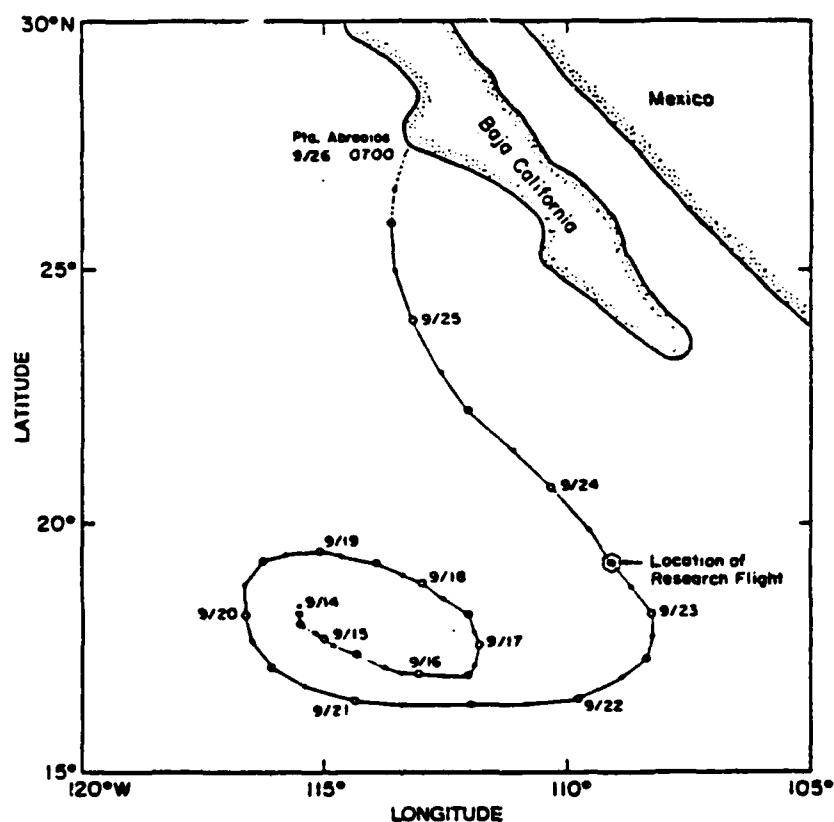 30°N
Mexico
Pta. Abreojos
9/26 0700
Baja California
25°
9/25
LATITUDE
9/24
20°
9/19
Location of
Research Flight
9/18
9/14
9/23
9/20
9/15
9/17
9/16
9/21
9/22
15°
120°W
115°
110°
105°
LONGITUDE